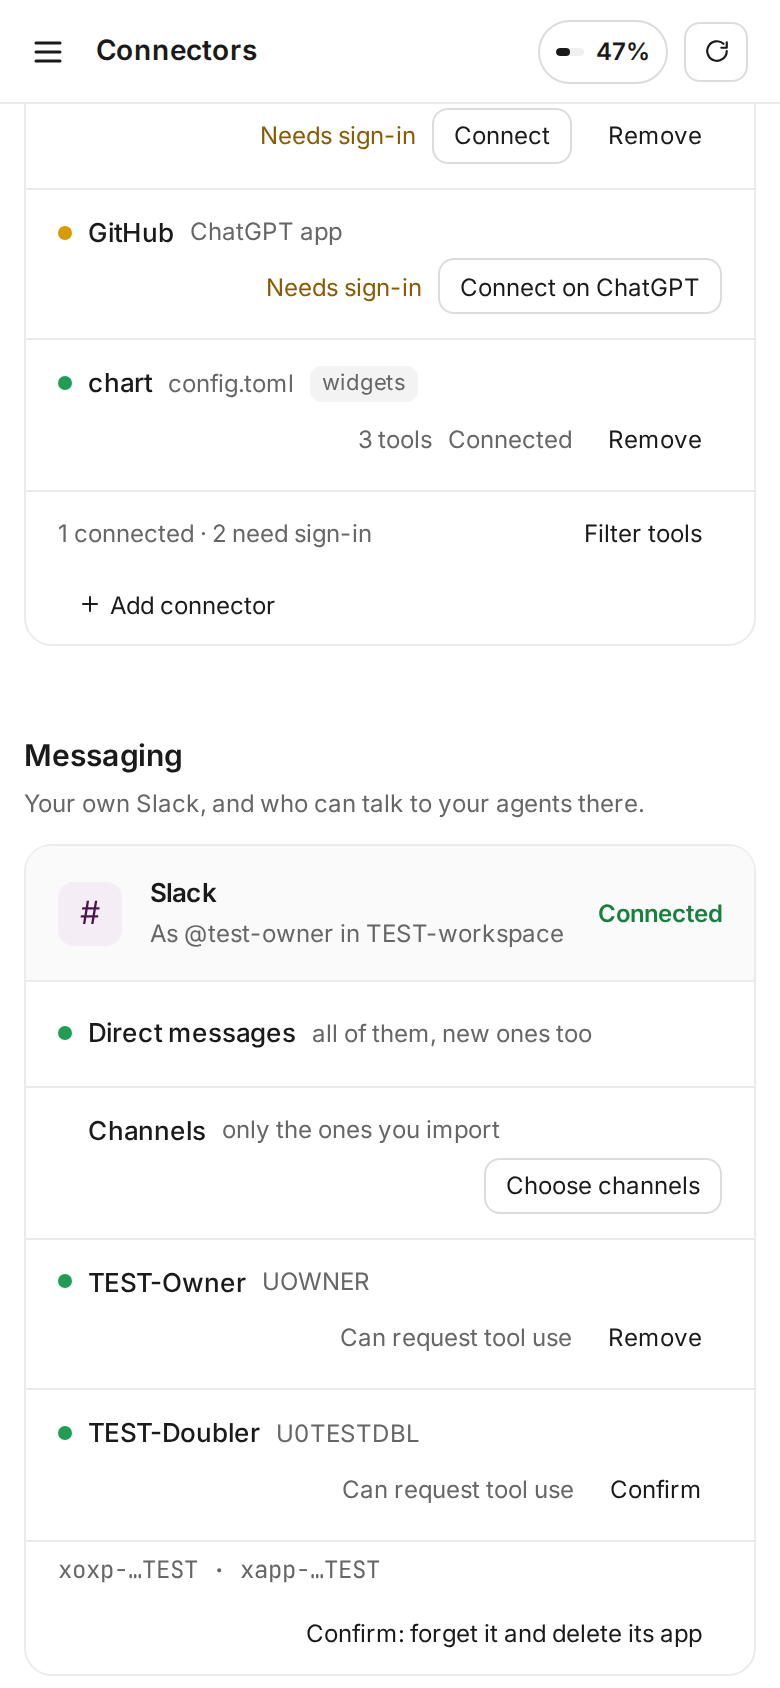 Connectors
47%
Needs sign-in Connect Remove
GitHub ChatGPT app
Needs sign-in Connect on ChatGPT
chart config.toml widgets
3 tools Connected Remove
1 connected · 2 need sign-in Filter tools
+ Add connector
Messaging
Your own Slack, and who can talk to your agents there.
#
Slack
As @test-owner in TEST-workspace
Connected
Direct messages all of them, new ones too
Channels only the ones you import
Choose channels
TEST-Owner UOWNER
Can request tool use Remove
TEST-Doubler U0TESTDBL
Can request tool use Confirm
xoxp-…TEST · xapp-…TEST
Confirm: forget it and delete its app